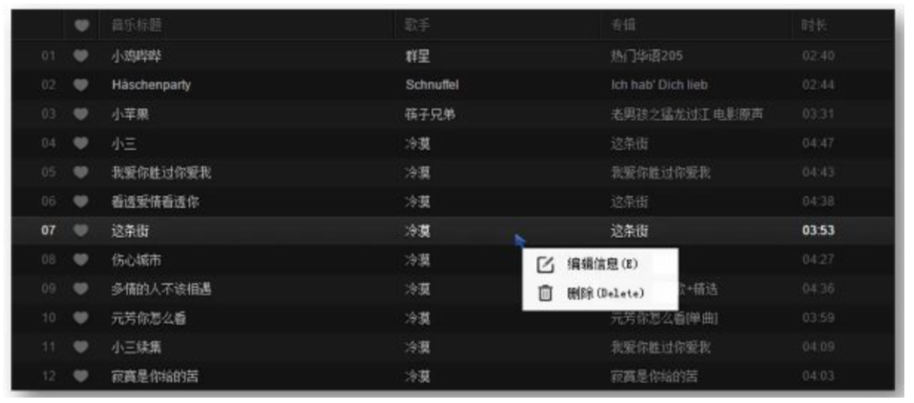 音乐标题 歌手 专辑 时长
01 小鸡哔哔 群星 热门华语205 02:40
02 Häschenparty Schnuffel Ich hab' Dich lieb 02:44
03 小苹果 筷子兄弟 老男孩之猛龙过江 电影原声 03:31
04 小三 冷漠 这条街 04:47
05 我爱你胜过你爱我 冷漠 我爱你胜过你爱我 04:43
06 看透爱情看透你 冷漠 这条街 04:38
07 这条街 冷漠 这条街 03:53
08 伤心城市 冷漠 04:27
编辑信息(E)
09 多情的人不该相遇 冷漠 +精选 04:36
删除(Delete)
10 元芳你怎么看 冷漠 元芳你怎么看[单曲] 03:59
11 小三续集 冷漠 我爱你胜过你爱我 04:09
12 寂寞是你给的苦 冷漠 寂寞是你给的苦 04:03